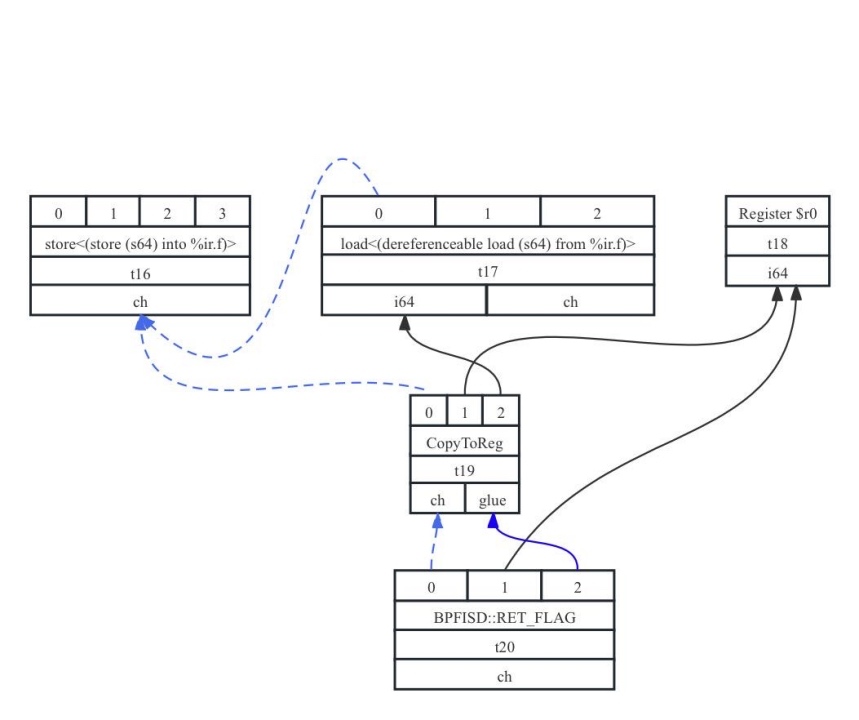 0 1 2 3
store<(store (s64) into %ir.f)>
t16
ch
0 1 2
load<(dereferenceable load (s64) from %ir.f)>
t17
i64 ch
Register $r0
t18
i64
0 1 2
CopyToReg
t19
ch glue
0 1 2
BPFISD::RET_FLAG
t20
ch